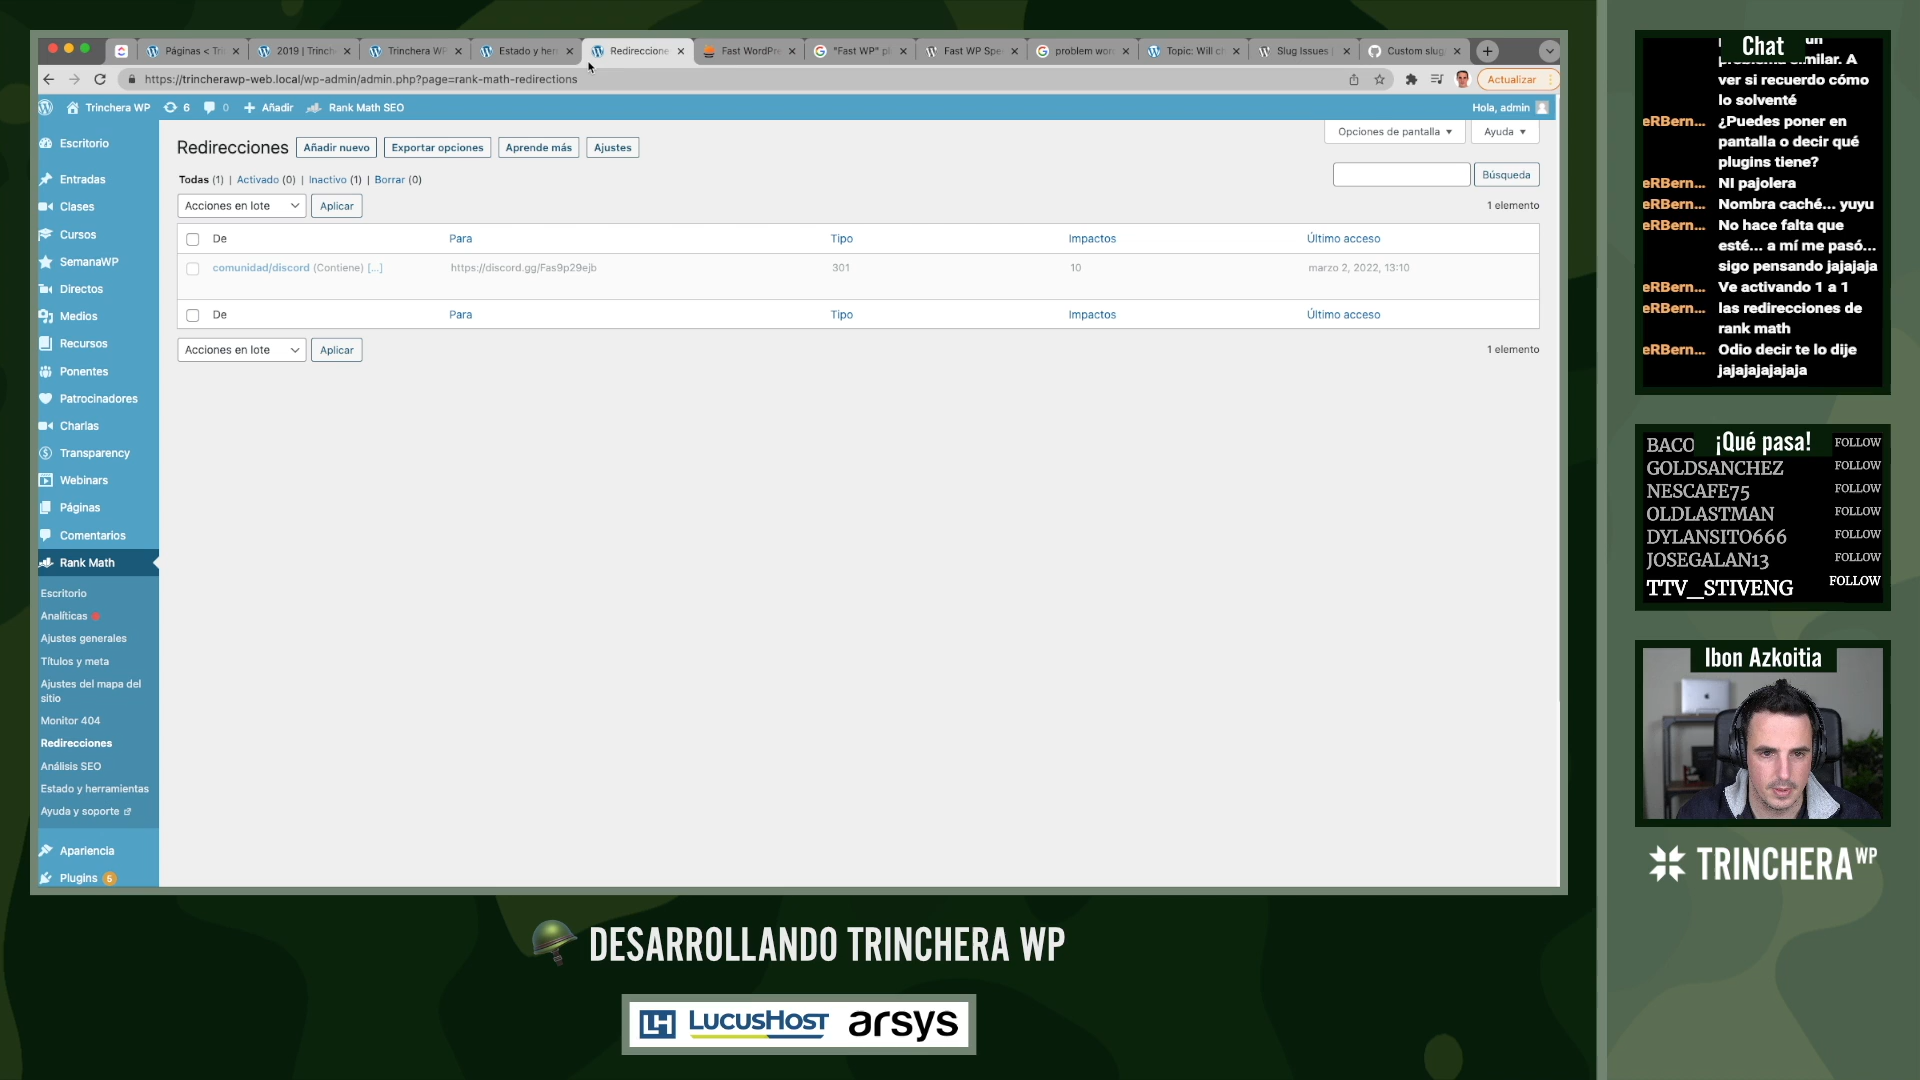 Páginas < Tri
2019 | Trinch
Trinchera WP
Estado y her
Redireccione
Fast WordPre
"Fast WP" pl
Fast WP Spe
problem word
Topic: Will ch
Slug Issues
Custom slug
https://trincherawp-web.local/wp-admin/admin.php?page=rank-math-redirections
Actualizar
Trinchera WP
6
0
Añadir
Rank Math SEO
Hola, admin
Escritorio
Entradas
Clases
Cursos
SemanaWP
Directos
Medios
Recursos
Ponentes
Patrocinadores
Charlas
Transparency
Webinars
Páginas
Comentarios
Rank Math
Escritorio
Analíticas
Ajustes generales
Títulos y meta
Ajustes del mapa del
sitio
Monitor 404
Redirecciones
Análisis SEO
Estado y herramientas
Ayuda y soporte
Apariencia
Plugins 5
Opciones de pantalla
Ayuda
Redirecciones
Añadir nuevo
Exportar opciones
Aprende más
Ajustes
Todas (1) | Activado (0) | Inactivo (1) | Borrar (0)
Búsqueda
Acciones en lote
Aplicar
1 elemento
De Para Tipo Impactos Último acceso
comunidad/discord (Contiene) [...] https://discord.gg/Fas9p29ejb 301 10 marzo 2, 2022, 13:10
De Para Tipo Impactos Último acceso
Acciones en lote
Aplicar
1 elemento
Chat
ver si recuerdo cómo
lo solventé
eRBern... ¿Puedes poner en
pantalla o decir qué
plugins tiene?
eRBern... NI pajolera
eRBern... Nombra caché... yuyu
eRBern... No hace falta que
esté... a mí me pasó...
sigo pensando jajajaja
eRBern... Ve activando 1 a 1
eRBern... las redirecciones de
rank math
eRBern... Odio decir te lo dije
jajajajajajaja
¡Qué pasa!
BACO FOLLOW
GOLDSANCHEZ FOLLOW
NESCAFE75 FOLLOW
OLDLASTMAN FOLLOW
DYLANSITO666 FOLLOW
JOSEGALAN13 FOLLOW
TTV_STIVENG FOLLOW
Ibon Azkoitia
TRINCHERA WP
DESARROLLANDO TRINCHERA WP
LH LUCUSHOST arsys